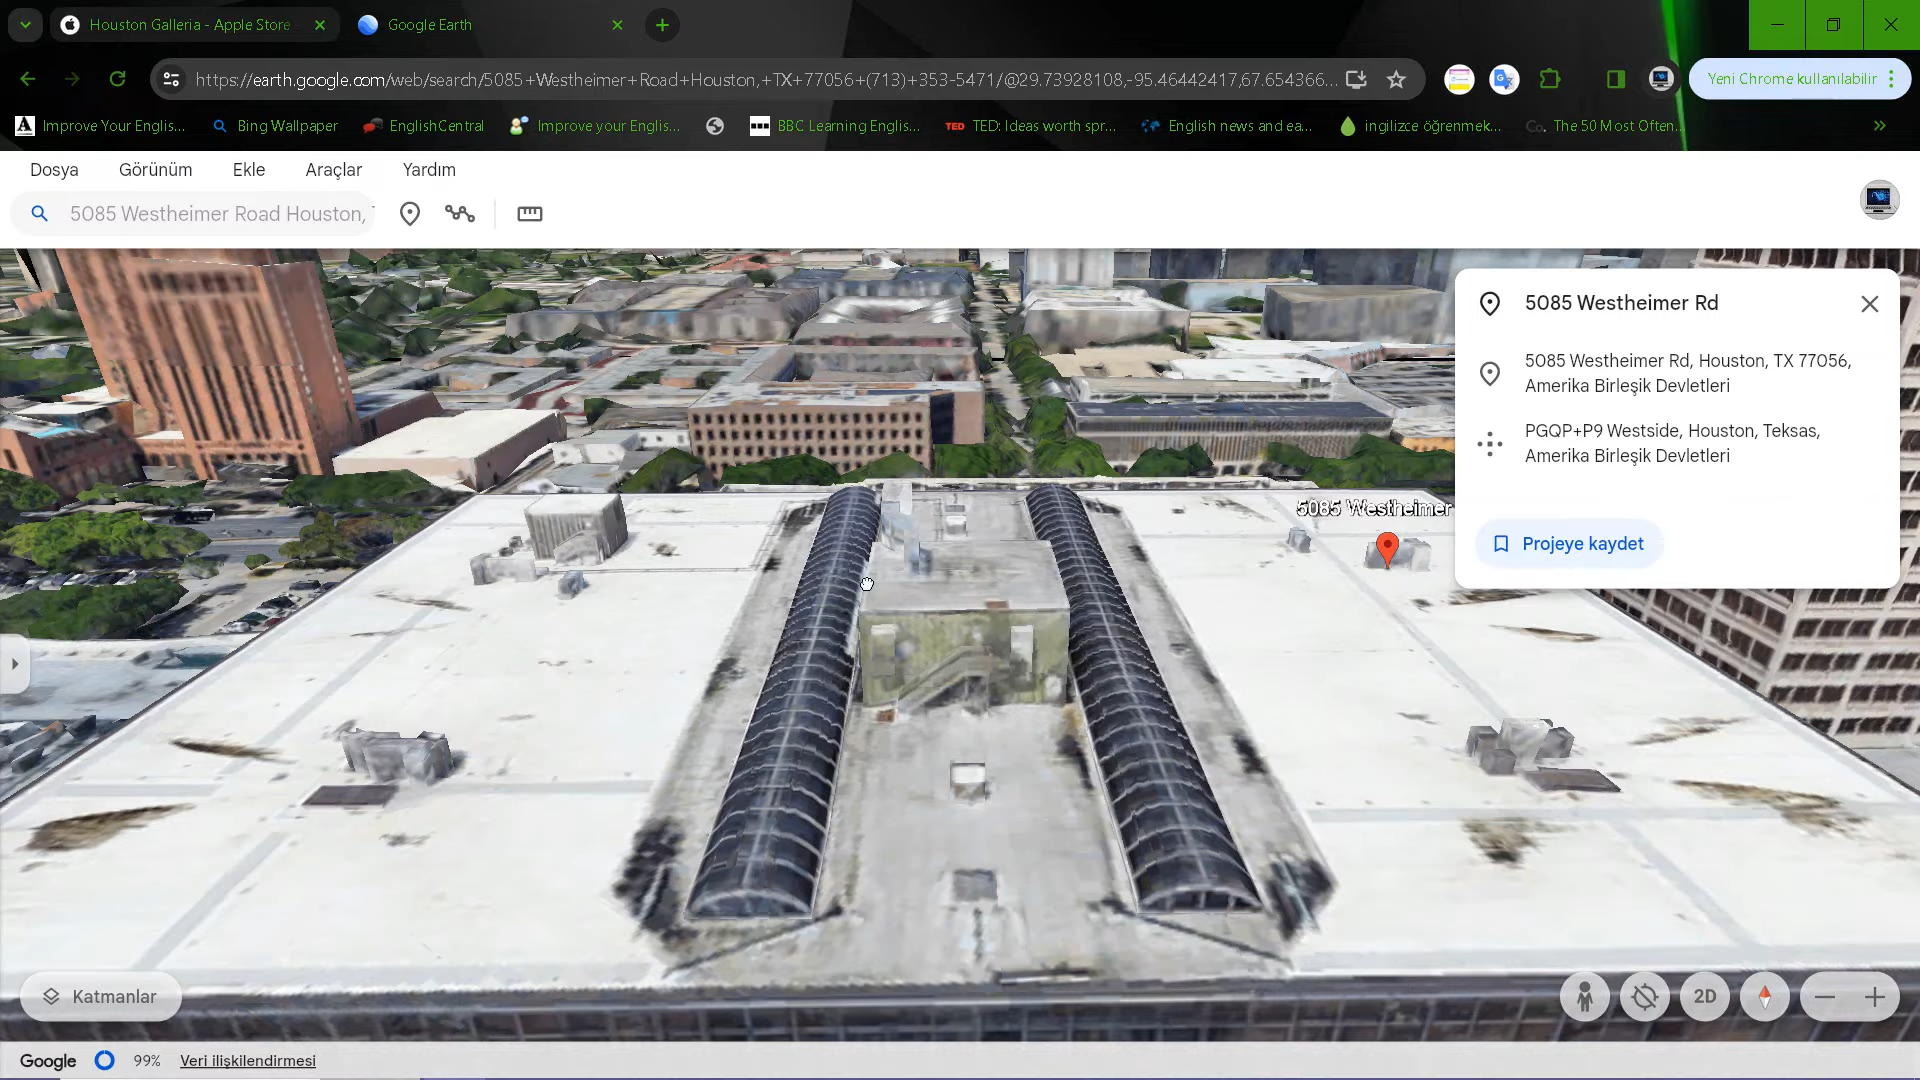 Houston Galleria - Apple Store
Google Earth
https://earth.google.com/web/search/5085+Westheimer+Road+Houston,+TX+77056+(713)+353-5471/@29.73928108,-95.46442417,67.654366...
Yeni Chrome kullanılabilir
Improve Your Englis...
Bing Wallpaper
EnglishCentral
Improve your Englis...
BBC Learning Englis...
TED TED: Ideas worth spr...
English news and ea...
ingilizce öğrenmek...
Co. The 50 Most Often...
Dosya Görünüm Ekle Araçlar Yardım
5085 Westheimer Road Houston,
5085 Westheimer Rd
5085 Westheimer Rd, Houston, TX 77056,
Amerika Birleşik Devletleri
PGQP+P9 Westside, Houston, Teksas,
Amerika Birleşik Devletleri
5085 Westheimer
Projeye kaydet
Katmanlar
2D
Google 99% Veri ilişkilendirmesi